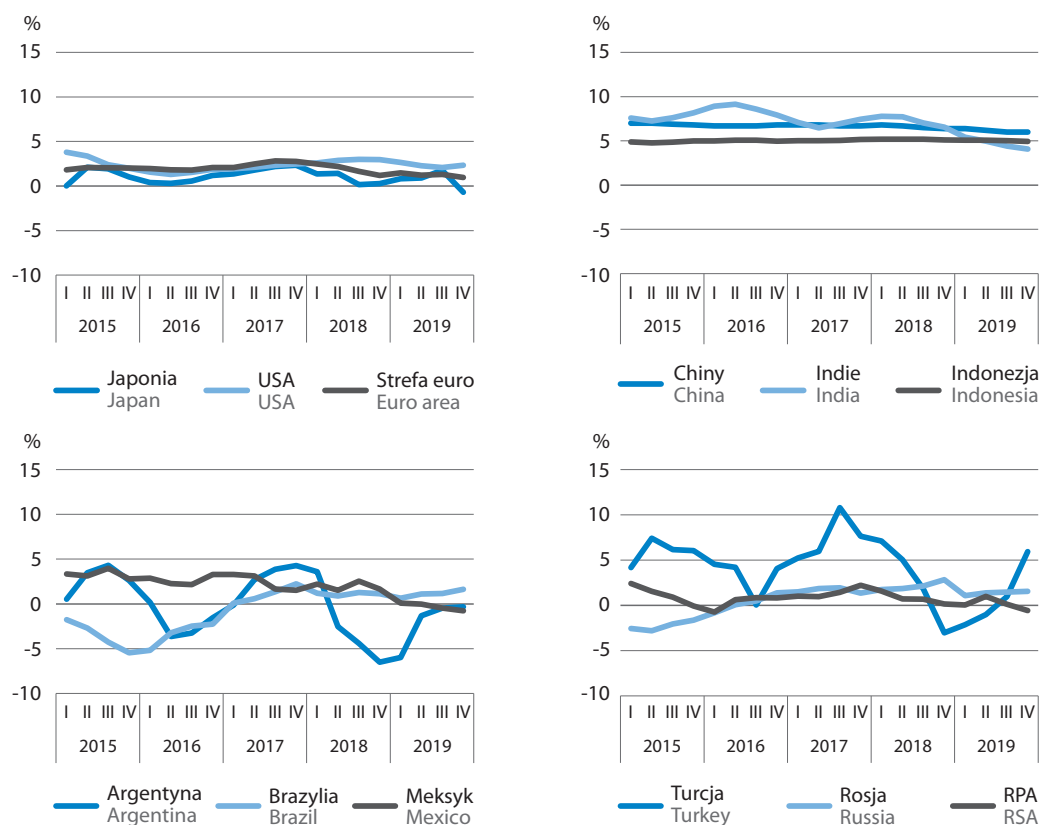 %
15
10
5
0
-5
-10
I II III IV I II III IV I II III IV I II III IV I II III IV
2015 2016 2017 2018 2019
Japonia USA Strefa euro
Japan USA Euro area
%
15
10
5
0
-5
-10
I II III IV I II III IV I II III IV I II III IV I II III IV
2015 2016 2017 2018 2019
Chiny Indie Indonezja
China India Indonesia
%
15
10
5
0
-5
-10
I II III IV I II III IV I II III IV I II III IV I II III IV
2015 2016 2017 2018 2019
Argentyna Brazylia Meksyk
Argentina Brazil Mexico
%
15
10
5
0
-5
-10
I II III IV I II III IV I II III IV I II III IV I II III IV
2015 2016 2017 2018 2019
Turcja Rosja RPA
Turkey Russia RSA